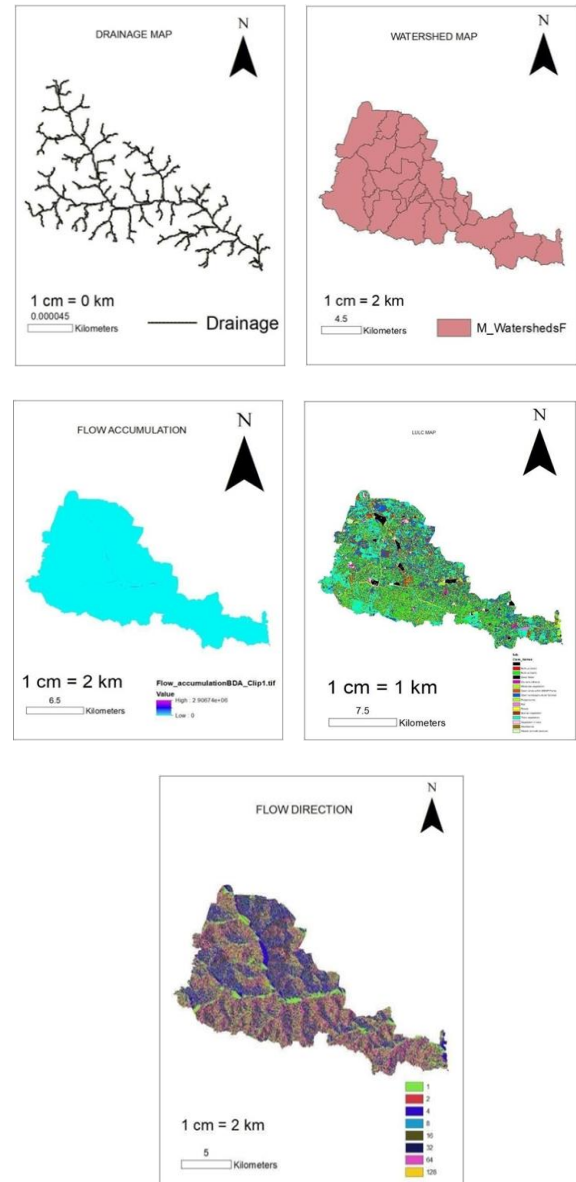 N
DRAINAGE MAP
1 cm = 0 km
0.000045
Kilometers
Drainage
N
WATERSHED MAP
1 cm = 2 km
4.5
Kilometers
M_WatershedsF
N
FLOW ACCUMULATION
1 cm = 2 km
6.5
Kilometers
Flow_accumulationBDA_Clip1.tif
Value
Low : 0
N
LULC MAP
1 cm = 1 km
7.5
Kilometers
N
FLOW DIRECTION
1 cm = 2 km
5
Kilometers
1
2
4
8
16
32
64
128